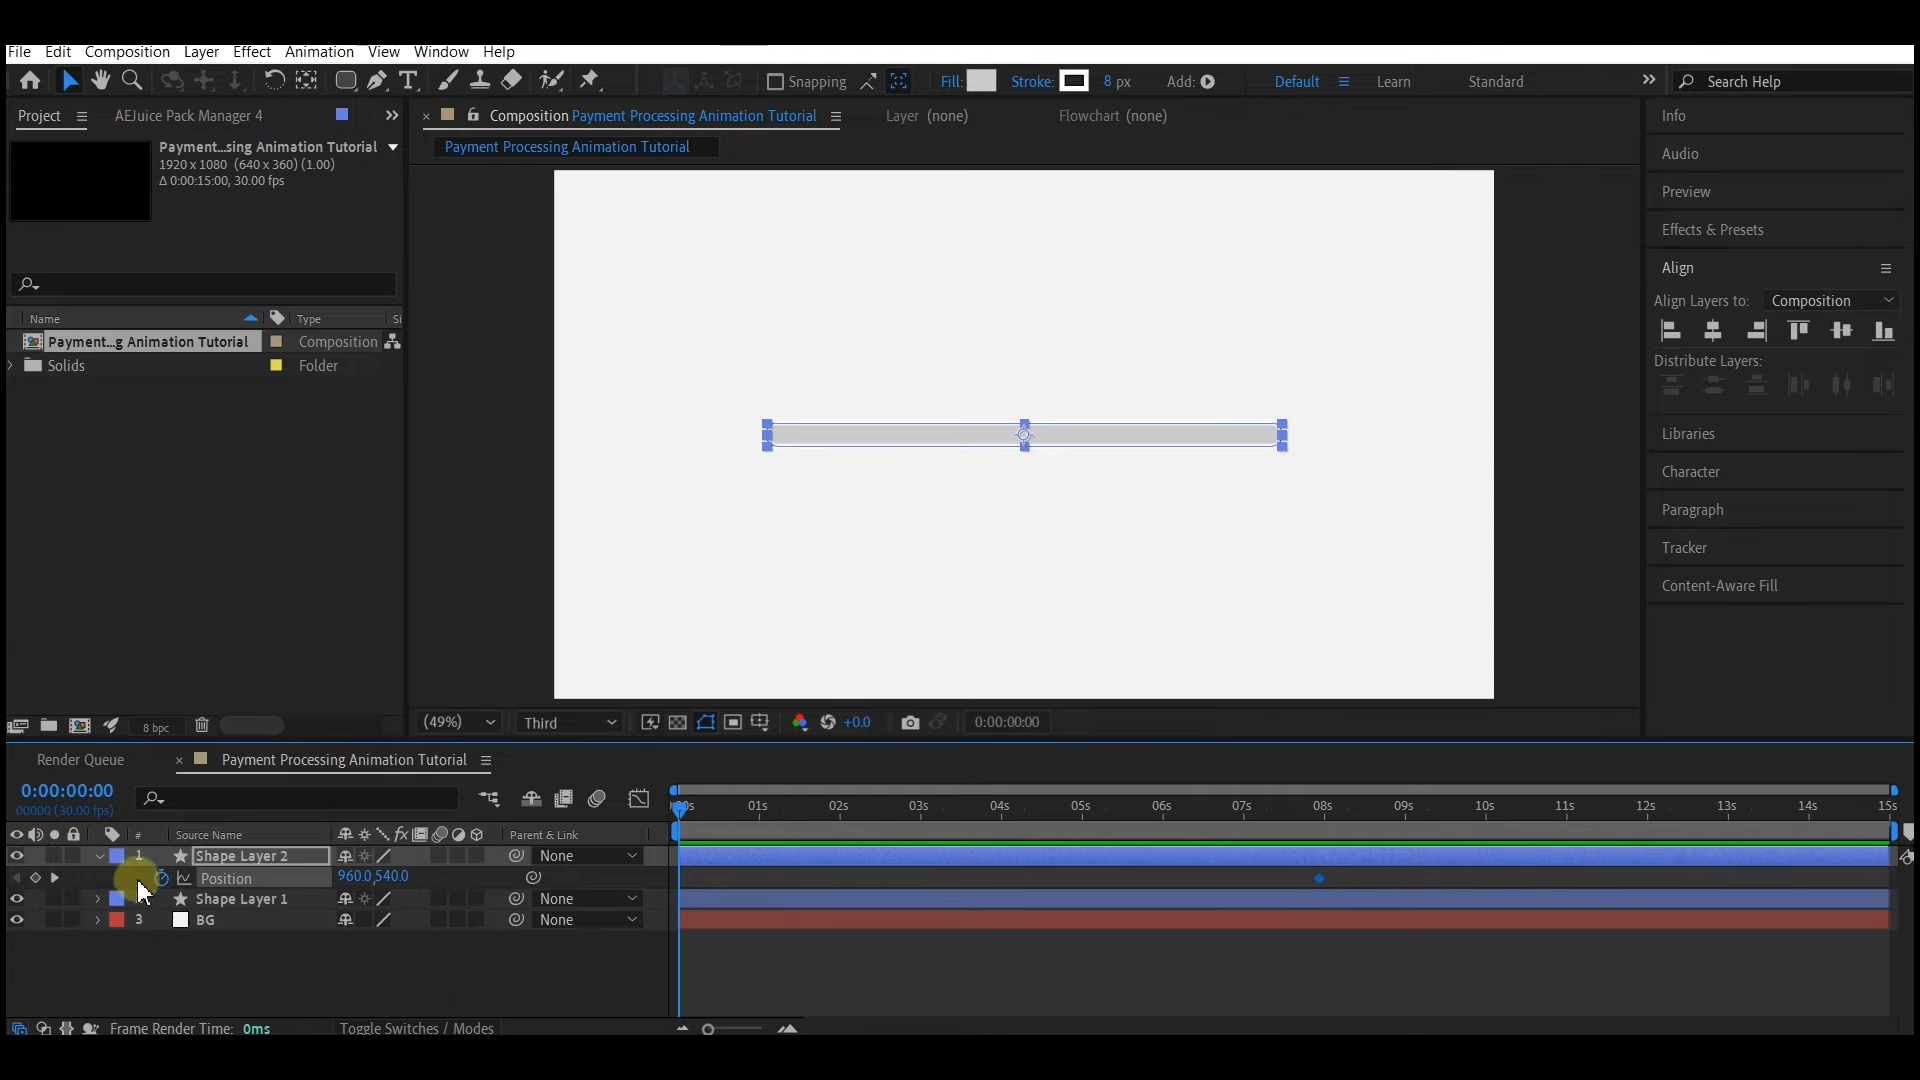 File Edit Composition Layer Effect Animation View Window Help
Snapping Fill: Stroke: 8 px Add: Default Learn Standard Search Help
Project AEJuice Pack Manager 4 Composition Payment Processing Animation Tutorial Layer (none) Flowchart (none)
Payment Processing Animation Tutorial
Payment...sing Animation Tutorial
1920 x 1080 (640 x 360) (1.00)
Δ 0:00:15:00, 30.00 fps
Name Type Si
Payment...g Animation Tutorial Composition
Solids Folder
Info
Audio
Preview
Effects & Presets
Align
Align Layers to: Composition
Distribute Layers:
Libraries
Character
Paragraph
Tracker
Content-Aware Fill
8 bpc (49%) Third +0.0 0:00:00:00
Render Queue Payment Processing Animation Tutorial
0:00:00:00
00000 (30.00 fps)
01s 02s 03s 04s 05s 06s 07s 08s 09s 10s 11s 12s 13s 14s 15s
# Source Name fx Parent & Link
1 Shape Layer 2 None
Position 960.0,540.0
Shape Layer 1 None
3 BG None
Frame Render Time: 0ms Toggle Switches / Modes